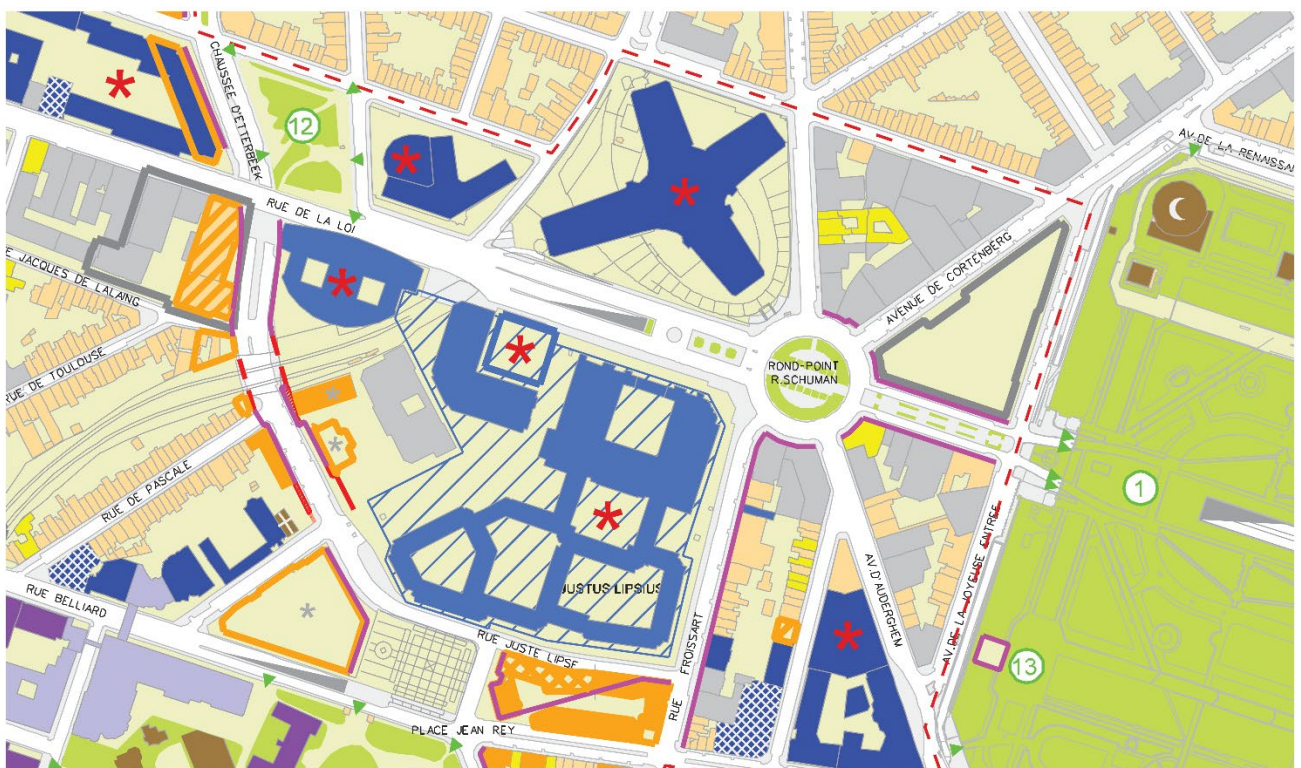 CHAUSSEE D'ETTERBEEK
12
RUE DE LA LOI
AV.DE LA RENAISSA
E JACQUES DE LALAING
AVENUE DE CORTENBERG
RUE DE TOULOUSE
ROND-POINT
R.SCHUMAN
RUE DE PASCALE
1
AV.DE LA JOYEUSE ENTREE
AV.D'AUDERGHEM
JUSTUS LIPSIUS
RUE BELLIARD
RUE JUSTE LIPSE
RUE FROISSART
13
PLACE JEAN REY